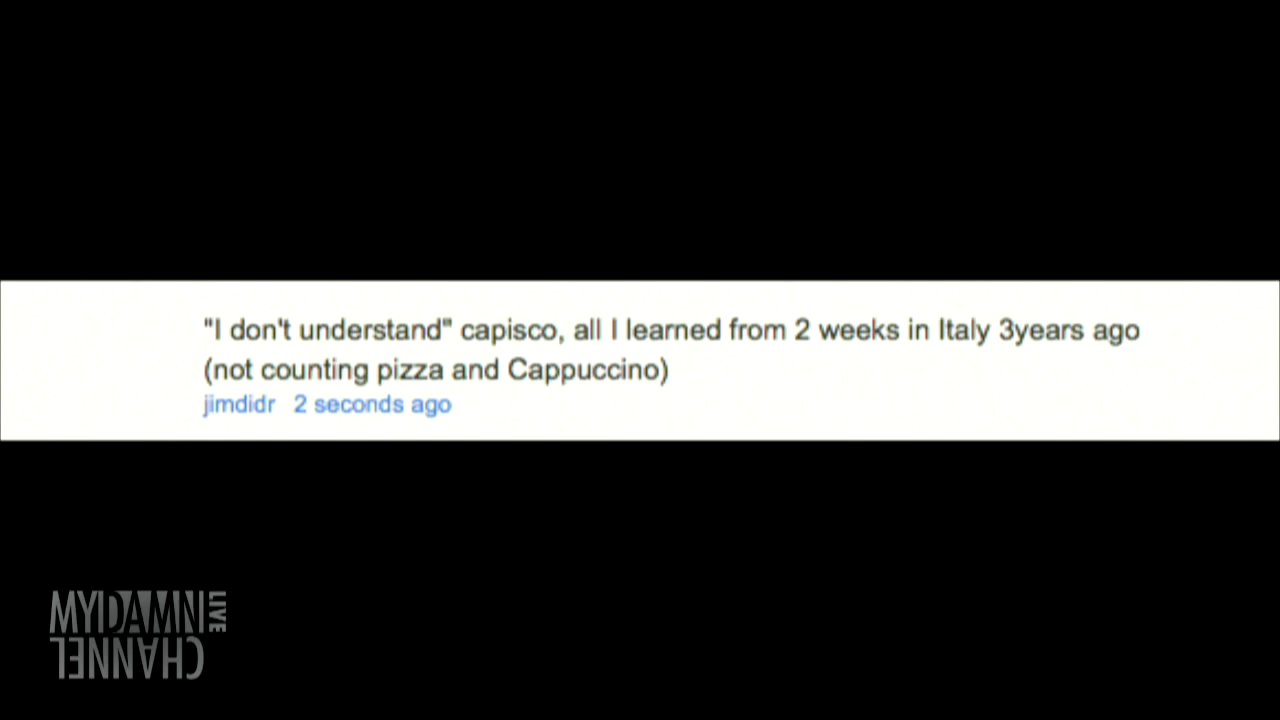 "I don't understand" capisco, all I learned from 2 weeks in Italy 3years ago
(not counting pizza and Cappuccino)
jimdidr 2 seconds ago
MYDAMN LIVE
CHANNEL